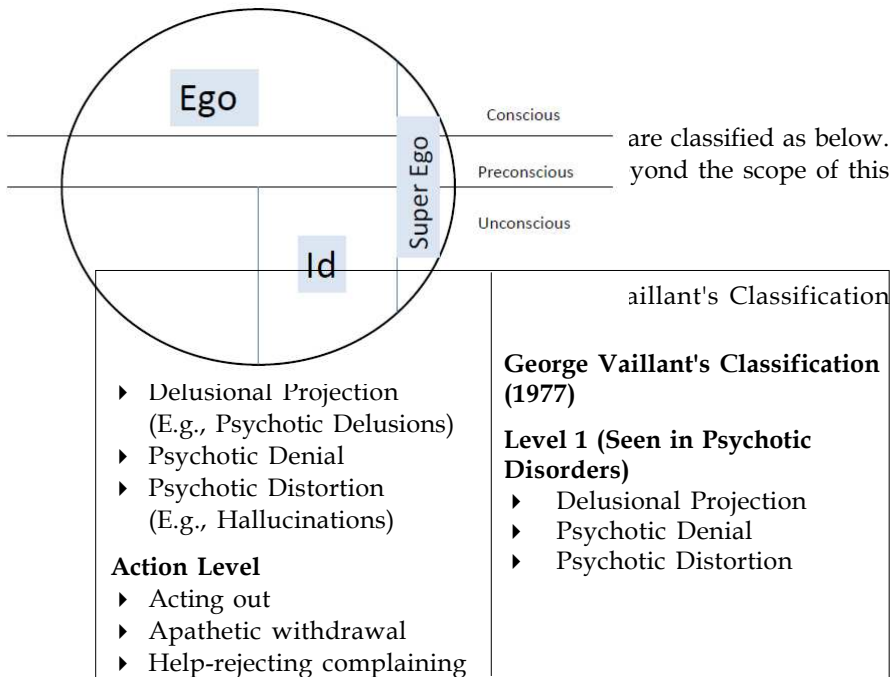 Ego
Conscious
are classified as below.
Super Ego
Preconscious
yond the scope of this
Unconscious
Id
aillant's Classification
▸ Delusional Projection
(E.g., Psychotic Delusions)
▸ Psychotic Denial
▸ Psychotic Distortion
(E.g., Hallucinations)
Action Level
▸ Acting out
▸ Apathetic withdrawal
▸ Help-rejecting complaining
George Vaillant's Classification
(1977)
Level 1 (Seen in Psychotic
Disorders)
▸ Delusional Projection
▸ Psychotic Denial
▸ Psychotic Distortion